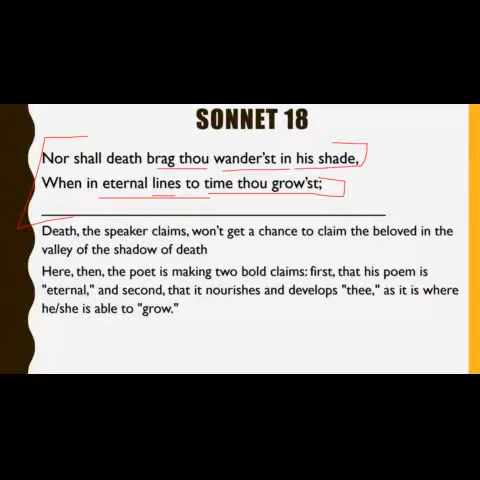 SONNET 18
Nor shall death brag thou wander'st in his shade,
When in eternal lines to time thou grow'st;
Death, the speaker claims, won't get a chance to claim the beloved in the
valley of the shadow of death
Here, then, the poet is making two bold claims: first, that his poem is
"eternal," and second, that it nourishes and develops "thee," as it is where
he/she is able to "grow."